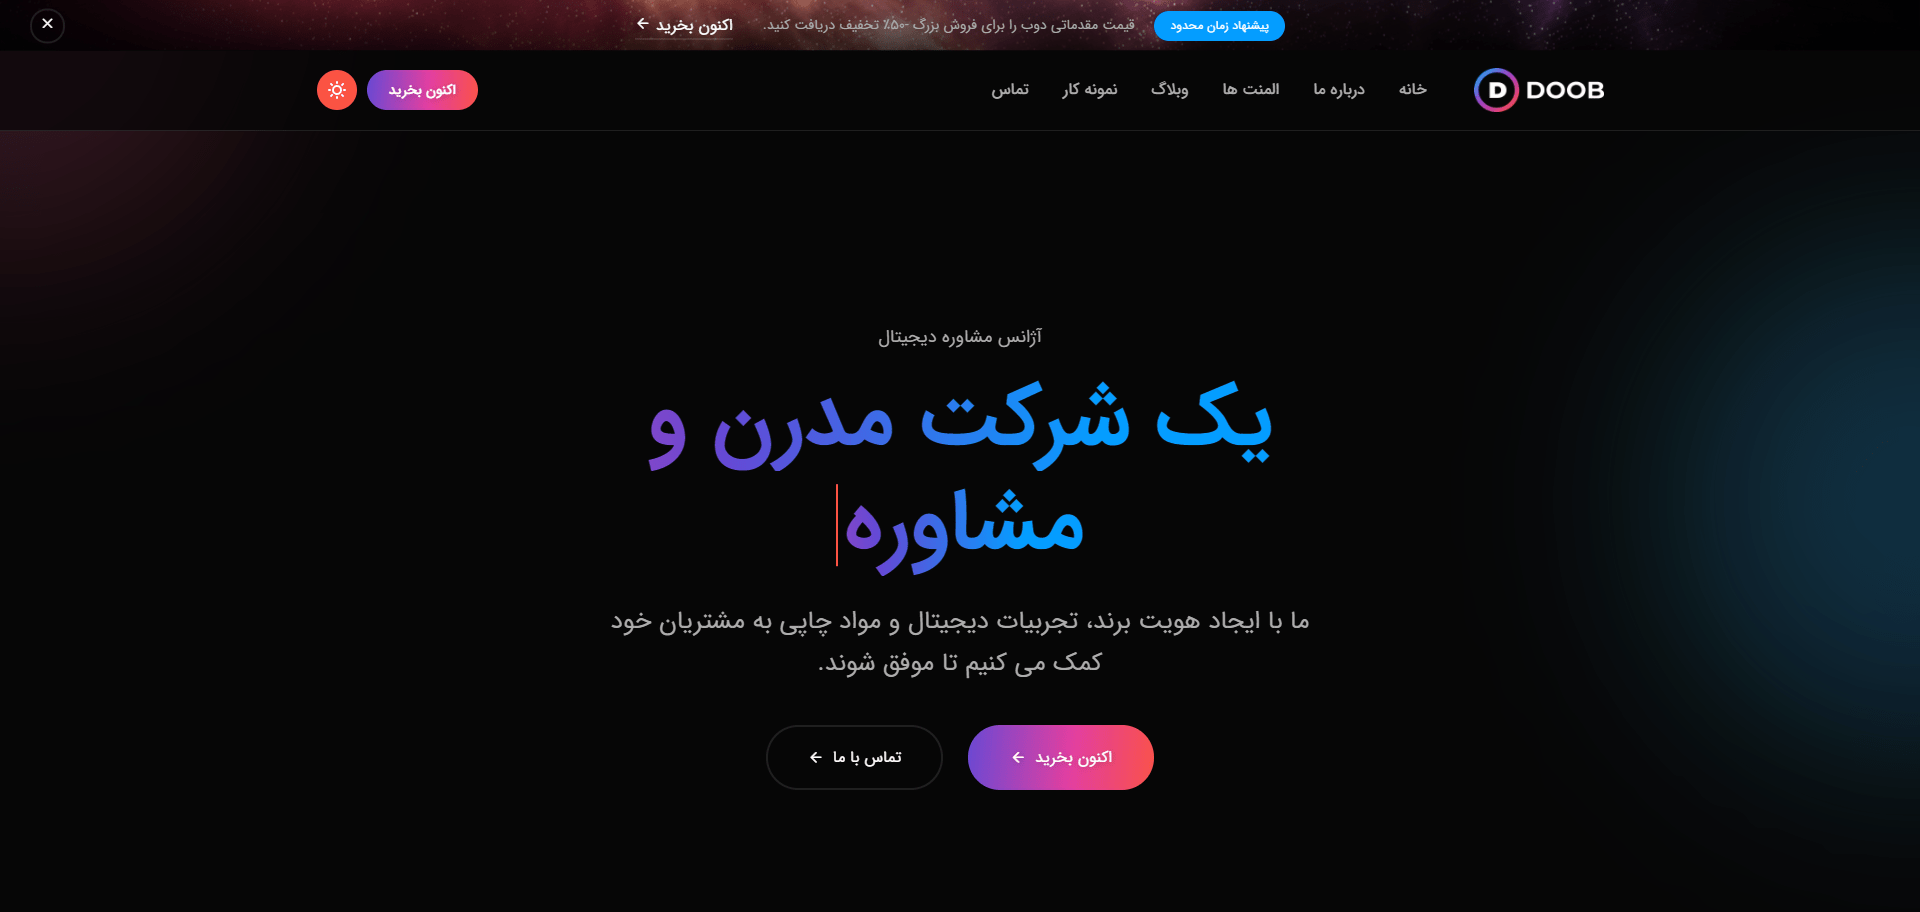 پیشنهاد زمان محدود
قیمت مقدماتی دوب را برای فروش بزرگ -۵۰٪ تخفیف دریافت کنید.
اکنون بخرید
D DOOB
خانه
درباره ما
المنت ها
وبلاگ
نمونه کار
تماس
اکنون بخرید
آژانس مشاوره دیجیتال
یک شرکت مدرن و
مشاوره
ما با ایجاد هویت برند، تجربیات دیجیتال و مواد چاپی به مشتریان خود
کمک می کنیم تا موفق شوند.
اکنون بخرید
تماس با ما